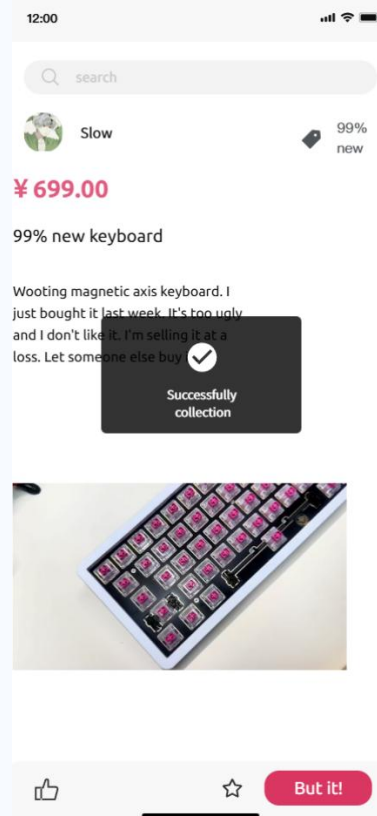 12:00
search
Slow
99%
new
¥ 699.00
99% new keyboard
Wooting magnetic axis keyboard. I
just bought it last week. It's too ugly
and I don't like it. I'm selling it at a
loss. Let someone else buy
Successfully
collection
But it!